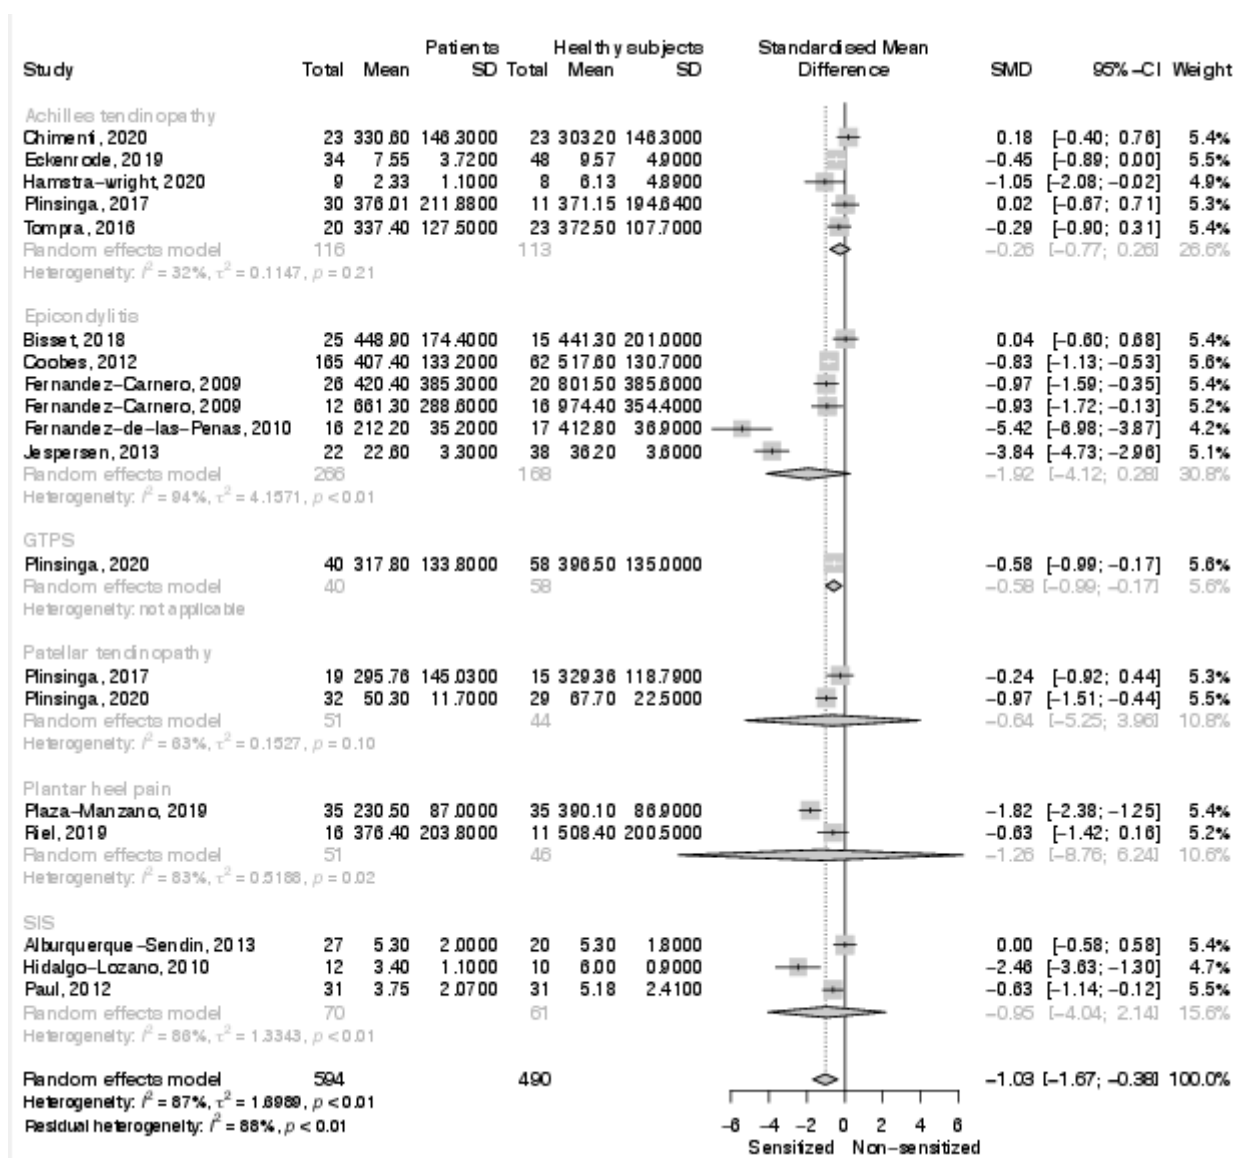 Patients Healthy subjects Standardised Mean
Study Total Mean SD Total Mean SD Difference SMD 95%-CI Weight
Achilles tendinopathy
Chimenti, 2020 23 330.60 146.3000 23 303.20 146.3000 0.18 [-0.40; 0.76] 5.4%
Eckenrode, 2019 34 7.55 3.7200 48 9.57 4.9000 -0.45 [-0.89; 0.00] 5.5%
Hamstra-wright, 2020 9 2.33 1.1000 8 6.13 4.8900 -1.05 [-2.08; -0.02] 4.9%
Plinsinga, 2017 30 376.01 211.8800 11 371.15 194.6400 0.02 [-0.67; 0.71] 5.3%
Tompra, 2016 20 337.40 127.5000 23 372.50 107.7000 -0.29 [-0.90; 0.31] 5.4%
Random effects model 116 113 -0.26 [-0.77; 0.26] 26.6%
Heterogeneity: I² = 32%, τ² = 0.1147, p = 0.21
Epicondylitis
Bisset, 2018 25 448.90 174.4000 15 441.30 201.0000 0.04 [-0.60; 0.68] 5.4%
Coobes, 2012 165 407.40 133.2000 62 517.60 130.7000 -0.83 [-1.13; -0.53] 5.6%
Fernandez-Carnero, 2009 26 420.40 385.3000 20 801.50 385.6000 -0.97 [-1.59; -0.35] 5.4%
Fernandez-Carnero, 2009 12 661.30 288.6000 16 974.40 354.4000 -0.93 [-1.72; -0.13] 5.2%
Fernandez-de-las-Penas, 2010 16 212.20 35.2000 17 412.80 36.9000 -5.42 [-6.98; -3.87] 4.2%
Jespersen, 2013 22 22.60 3.3000 38 36.20 3.6000 -3.84 [-4.73; -2.96] 5.1%
Random effects model 266 168 -1.92 [-4.12; 0.28] 30.8%
Heterogeneity: I² = 94%, τ² = 4.1571, p < 0.01
GTPS
Plinsinga, 2020 40 317.80 133.8000 58 396.50 135.0000 -0.58 [-0.99; -0.17] 5.6%
Random effects model 40 58 -0.58 [-0.99; -0.17] 5.6%
Heterogeneity: not applicable
Patellar tendinopathy
Plinsinga, 2017 19 295.76 145.0300 15 329.36 118.7900 -0.24 [-0.92; 0.44] 5.3%
Plinsinga, 2020 32 50.30 11.7000 29 67.70 22.5000 -0.97 [-1.51; -0.44] 5.5%
Random effects model 51 44 -0.64 [-5.25; 3.96] 10.8%
Heterogeneity: I² = 63%, τ² = 0.1527, p = 0.10
Plantar heel pain
Plaza-Manzano, 2019 35 230.50 87.0000 35 390.10 86.9000 -1.82 [-2.38; -1.25] 5.4%
Riel, 2019 16 376.40 203.8000 11 508.40 200.5000 -0.63 [-1.42; 0.16] 5.2%
Random effects model 51 46 -1.26 [-8.76; 6.24] 10.6%
Heterogeneity: I² = 83%, τ² = 0.5188, p = 0.02
SIS
Alburquerque-Sendin, 2013 27 5.30 2.0000 20 5.30 1.8000 0.00 [-0.58; 0.58] 5.4%
Hidalgo-Lozano, 2010 12 3.40 1.1000 10 6.00 0.9000 -2.46 [-3.63; -1.30] 4.7%
Paul, 2012 31 3.75 2.0700 31 5.18 2.4100 -0.63 [-1.14; -0.12] 5.5%
Random effects model 70 61 -0.95 [-4.04; 2.14] 15.6%
Heterogeneity: I² = 86%, τ² = 1.3343, p < 0.01
Random effects model 594 490 -1.03 [-1.67; -0.38] 100.0%
Heterogeneity: I² = 87%, τ² = 1.6989, p < 0.01
Residual heterogeneity: I² = 88%, p < 0.01
-6 -4 -2 0 2 4 6
Sensitized Non-sensitized